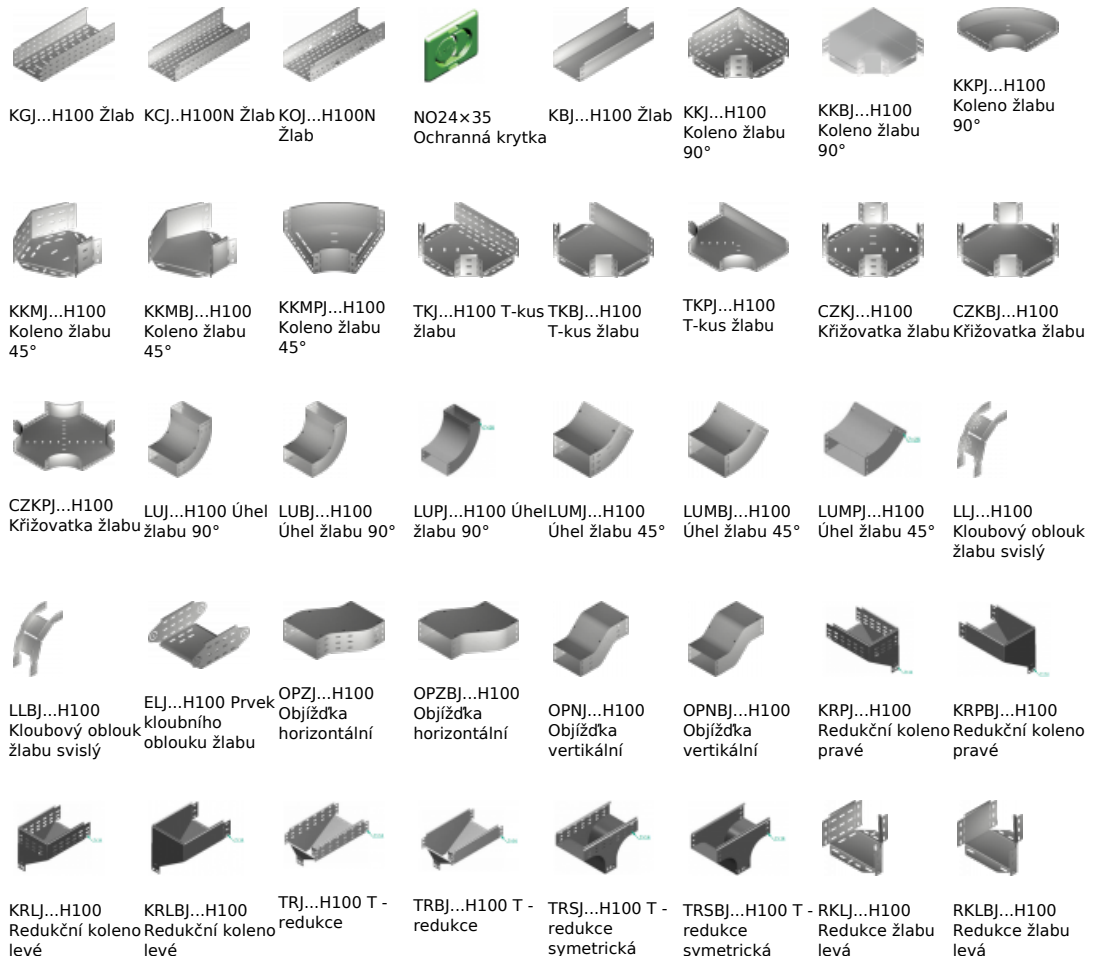 KGJ...H100 Žlab
KCJ...H100N Žlab
KOJ...H100N
Žlab
NO24×35
Ochranná krytka
KBJ...H100 Žlab
KKJ...H100
Koleno žlabu
90°
KKBJ...H100
Koleno žlabu
90°
KKPJ...H100
Koleno žlabu
90°
KKMJ...H100
Koleno žlabu
45°
KKMBJ...H100
Koleno žlabu
45°
KKMPJ...H100
Koleno žlabu
45°
TKJ...H100 T-kus
žlabu
TKBJ...H100
T-kus žlabu
TKPJ...H100
T-kus žlabu
CZKJ...H100
Křižovatka žlabu
CZKBJ...H100
Křižovatka žlabu
CZKPJ...H100
Křižovatka žlabu
LUJ...H100 Úhel
žlabu 90°
LUBJ...H100
Úhel žlabu 90°
LUPJ...H100 Úhel
žlabu 90°
LUMJ...H100
Úhel žlabu 45°
LUMBJ...H100
Úhel žlabu 45°
LUMPJ...H100
Úhel žlabu 45°
LLJ...H100
Kloubový oblouk
žlabu svislý
LLBJ...H100
Kloubový oblouk
žlabu svislý
ELJ...H100 Prvek
kloubního
oblouku žlabu
OPZJ...H100
Objížďka
horizontální
OPZBJ...H100
Objížďka
horizontální
OPNJ...H100
Objížďka
vertikální
OPNBJ...H100
Objížďka
vertikální
KRPJ...H100
Redukční koleno
pravé
KRPBJ...H100
Redukční koleno
pravé
KRLJ...H100
Redukční koleno
levé
KRLBJ...H100
Redukční koleno
levé
TRJ...H100 T -
redukce
TRBJ...H100 T -
redukce
TRSJ...H100 T -
redukce
symetrická
TRSBJ...H100 T -
redukce
symetrická
RKLJ...H100
Redukce žlabu
levá
RKLBJ...H100
Redukce žlabu
levá